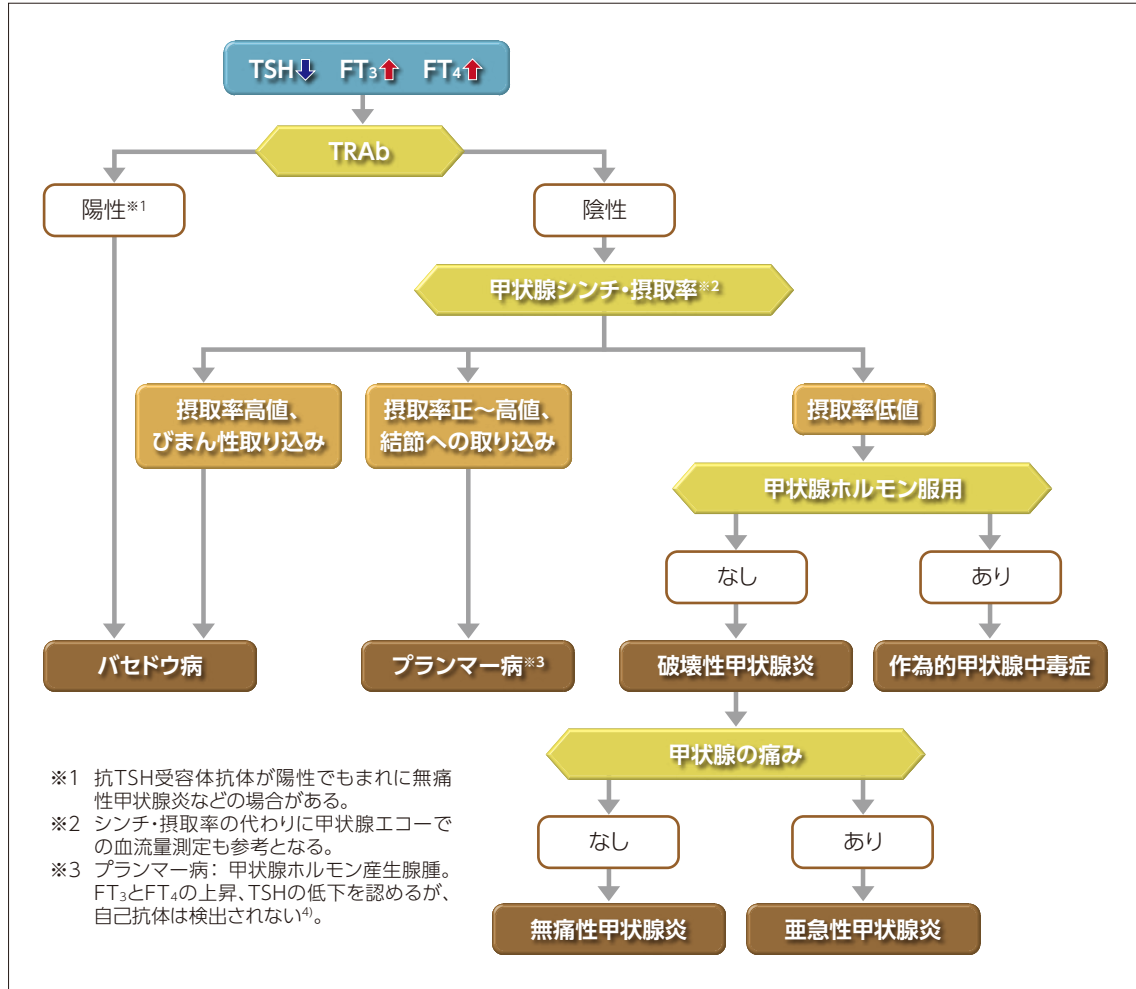 TSH FT3 FT4
TRAb
陽性※1
陰性
甲状腺シンチ・摂取率※2
摂取率高値、
びまん性取り込み
摂取率正〜高値、
結節への取り込み
摂取率低値
甲状腺ホルモン服用
なし
あり
バセドウ病
プランマー病※3
破壊性甲状腺炎
作為的甲状腺中毒症
甲状腺の痛み
なし
あり
無痛性甲状腺炎
亜急性甲状腺炎
※1 抗TSH受容体抗体が陽性でもまれに無痛
性甲状腺炎などの場合がある。
※2 シンチ・摂取率の代わりに甲状腺エコーで
の血流量測定も参考となる。
※3 プランマー病： 甲状腺ホルモン産生腺腫。
FT3とFT4の上昇、TSHの低下を認めるが、
自己抗体は検出されない4)。